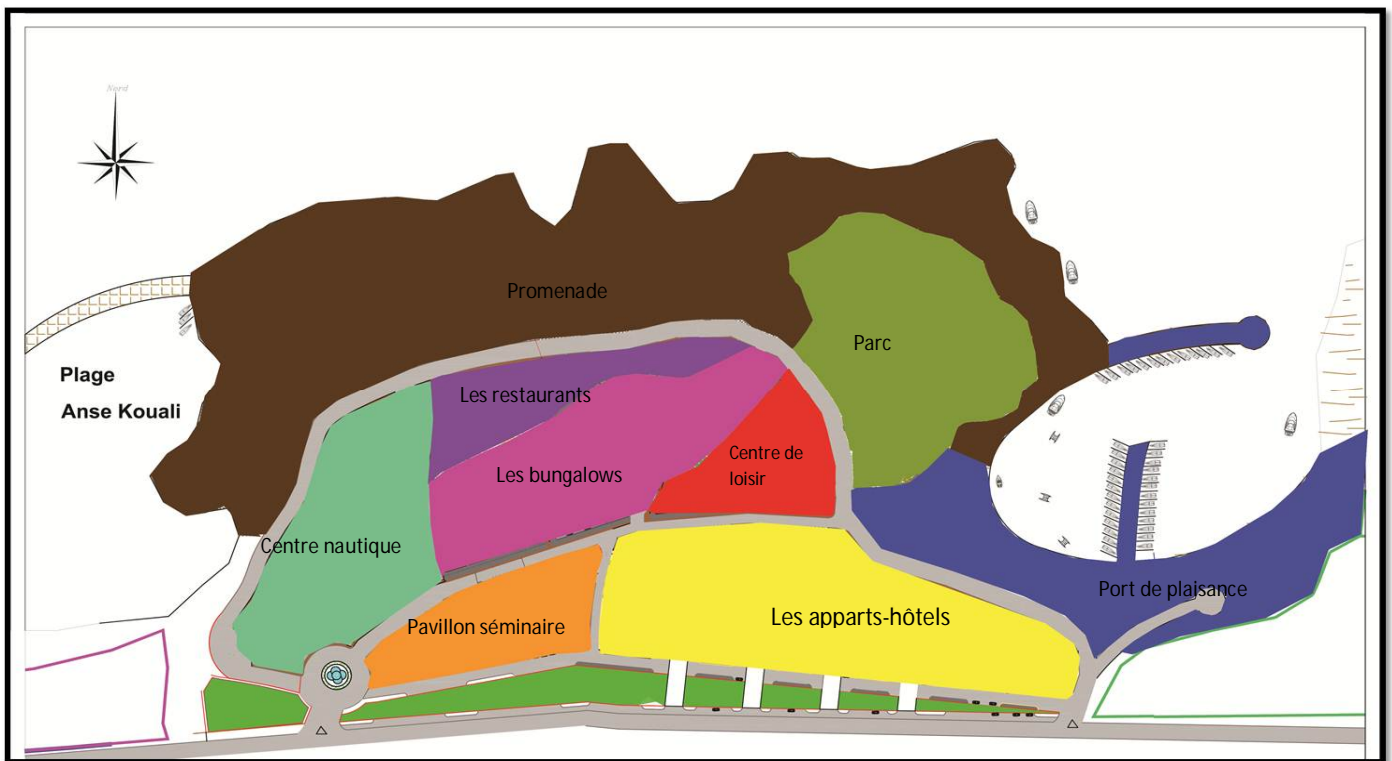 Nord
Promenade
Parc
Plage
Anse Kouali
Les restaurants
Centre de
loisir
Les bungalows
Centre nautique
Port de plaisance
Les apparts-hôtels
Pavillon séminaire